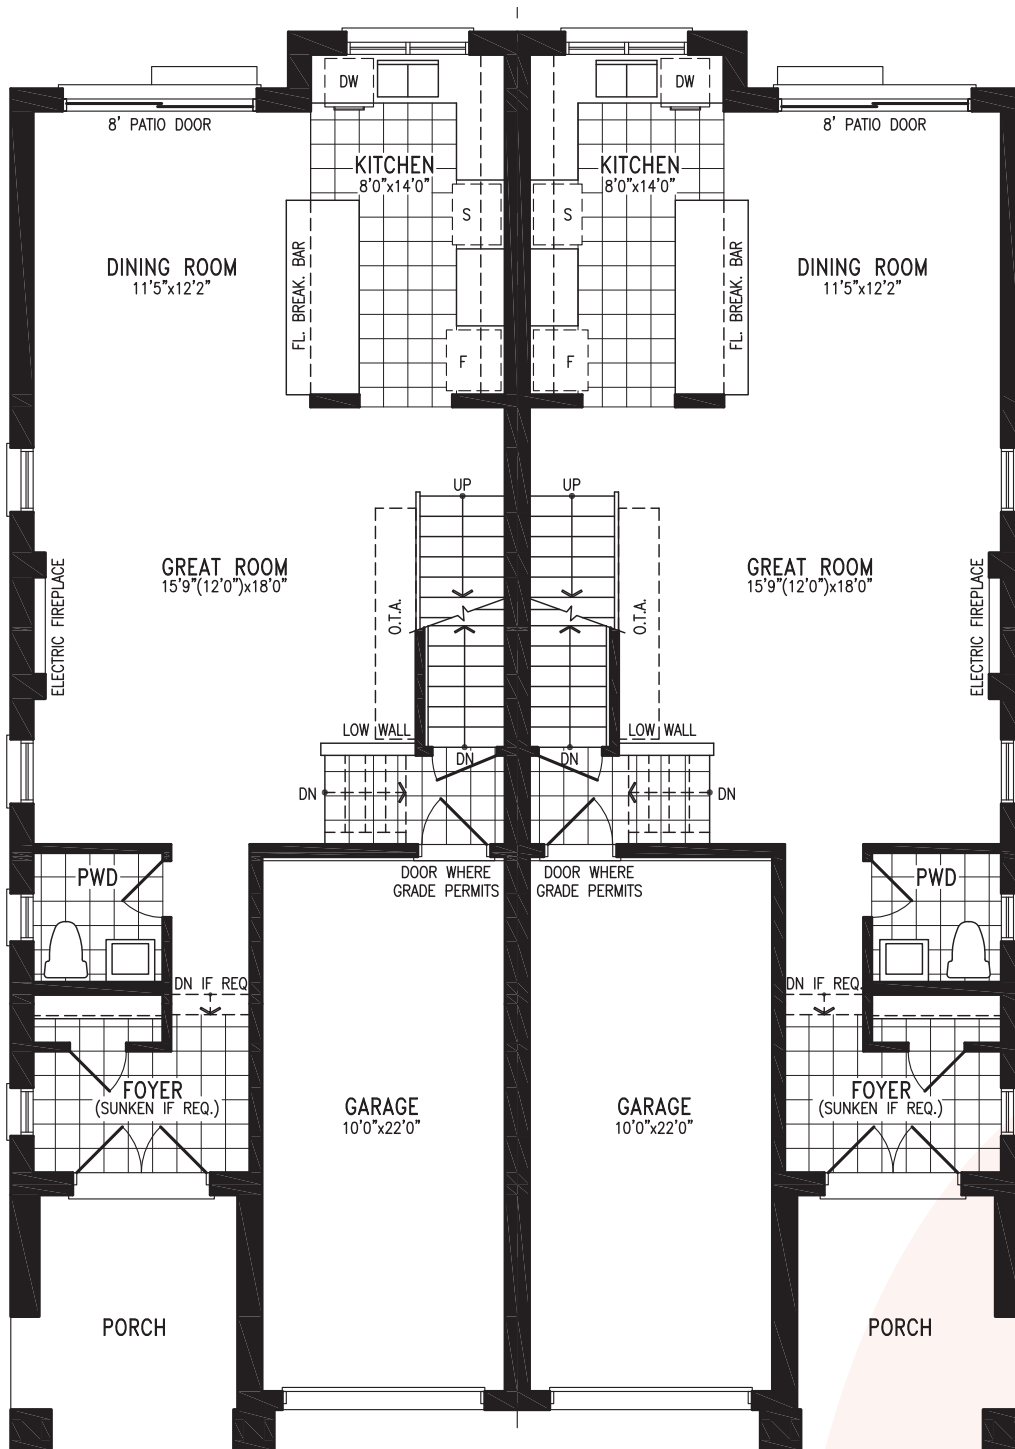 DW
DW
8' PATIO DOOR
8' PATIO DOOR
KITCHEN
8'0"x14'0"
KITCHEN
8'0"x14'0"
S
S
DINING ROOM
11'5"x12'2"
FL. BREAK. BAR
FL. BREAK. BAR
DINING ROOM
11'5"x12'2"
F
F
UP
UP
GREAT ROOM
15'9"(12'0")x18'0"
GREAT ROOM
15'9"(12'0")x18'0"
ELECTRIC FIREPLACE
O.T.A.
O.T.A.
ELECTRIC FIREPLACE
LOW WALL
LOW WALL
DN
DN
DN
DN
PWD
DOOR WHERE
GRADE PERMITS
DOOR WHERE
GRADE PERMITS
PWD
DN IF REQ.
DN IF REQ.
FOYER
(SUNKEN IF REQ.)
FOYER
(SUNKEN IF REQ.)
GARAGE
10'0"x22'0"
GARAGE
10'0"x22'0"
PORCH
PORCH